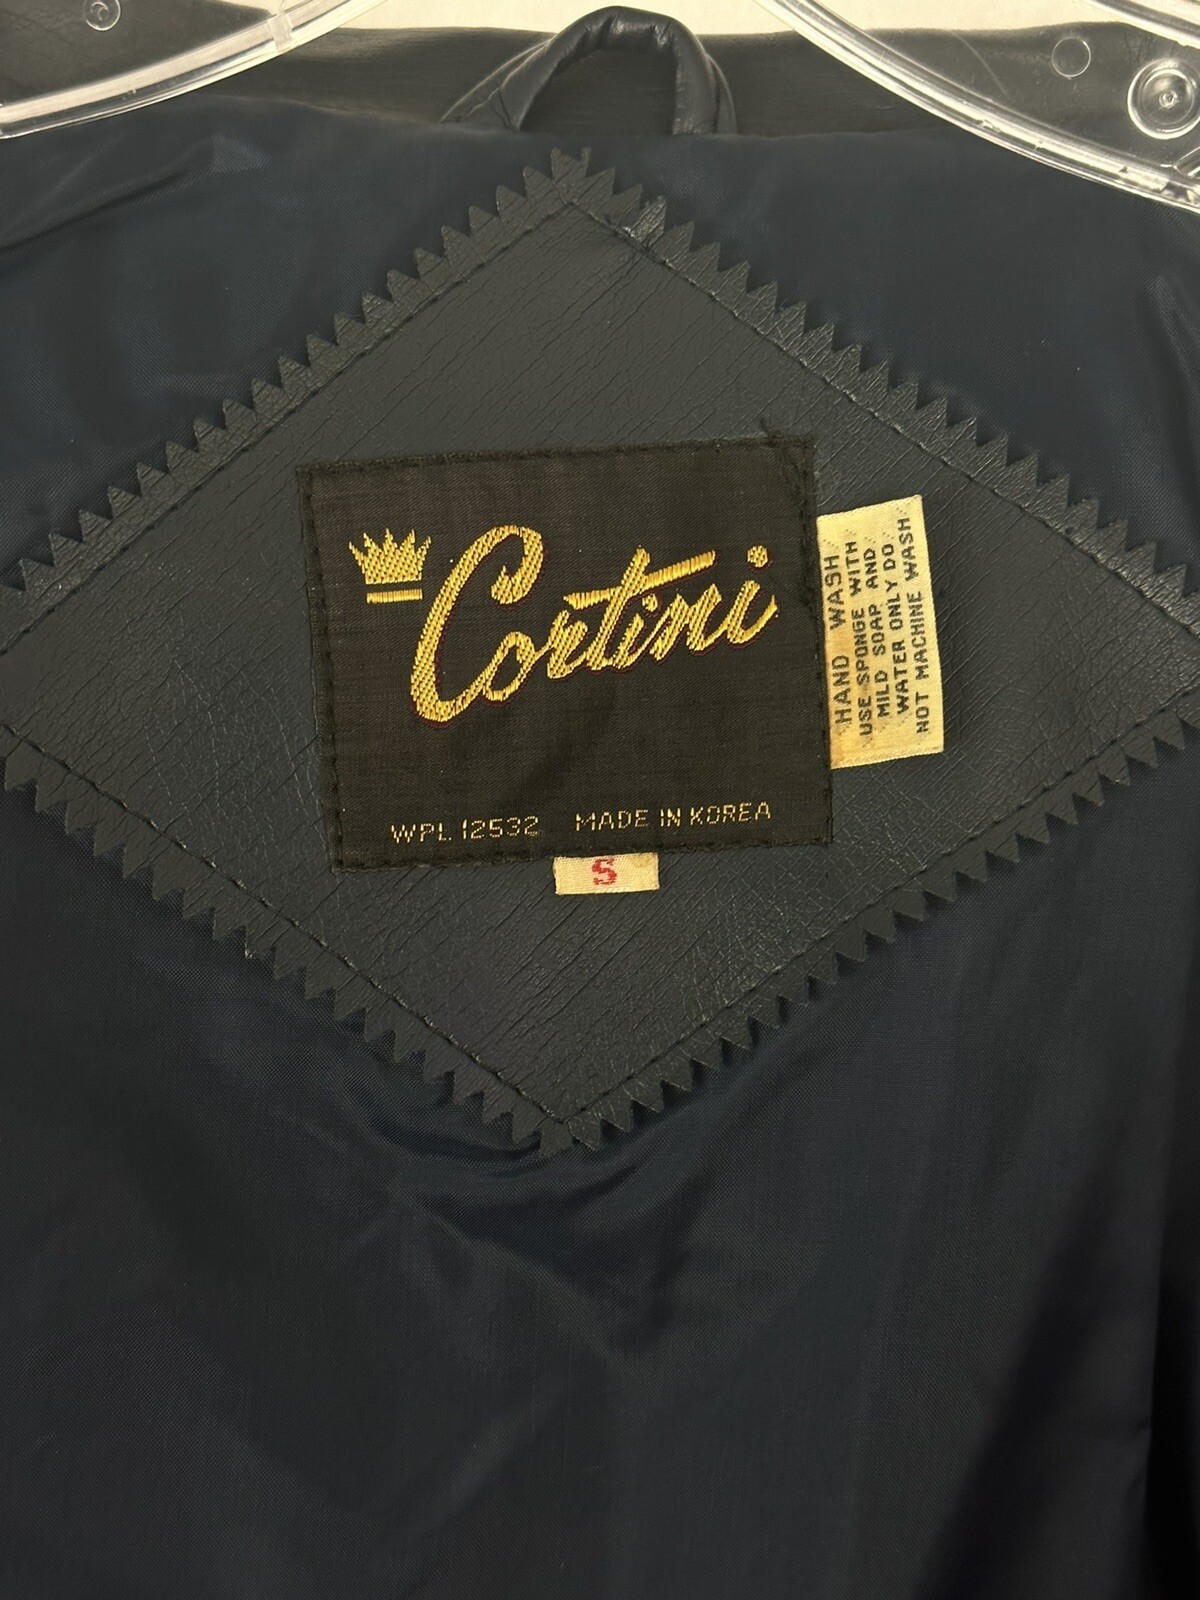 Cortini
WPL 12532 MADE IN KOREA
S
HAND WASH
USE SPONGE WITH
MILD SOAP AND
WATER ONLY DO
NOT MACHINE WASH